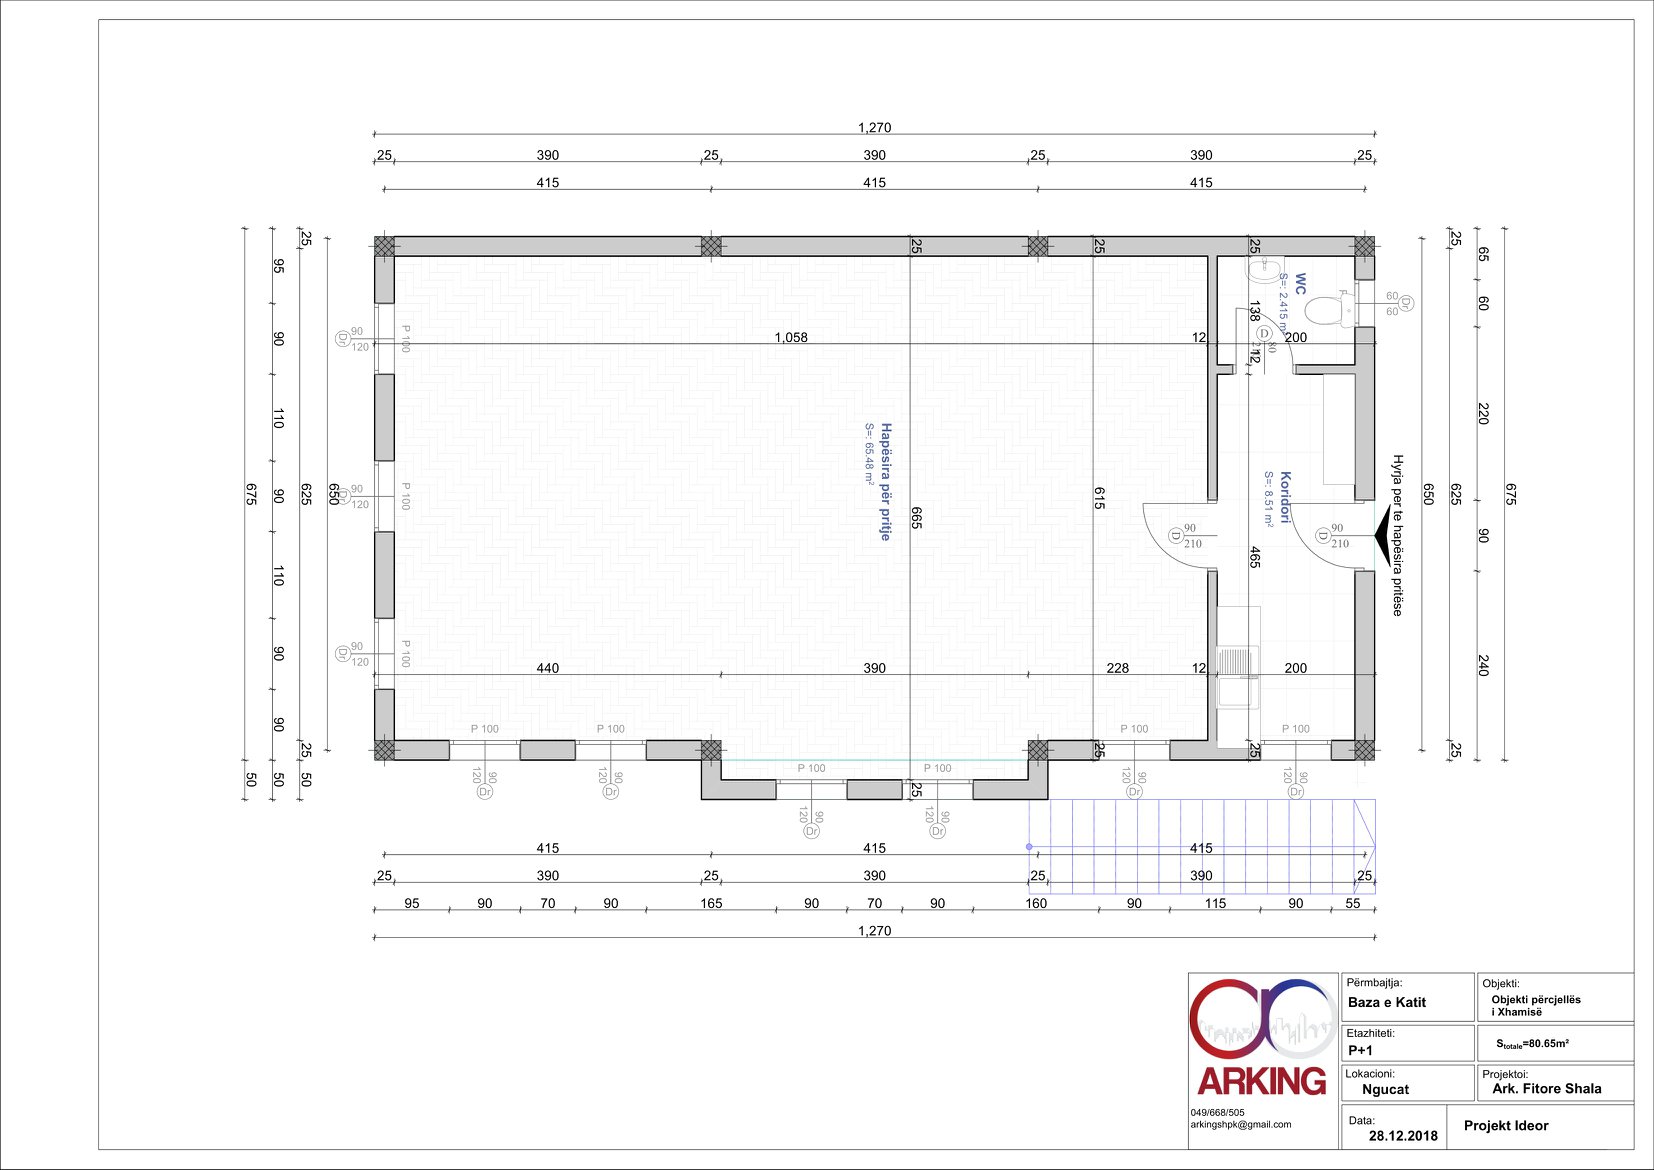 1,270
25 390 25 390 25 390 25
415 415 415
25 25 25 25 25
95 65
WC
S=: 2.415 m²
60
60 Dr
60
138
90 Dr 90 120 P 100
1,058 12 200
D 80
12
110 220
Hapësira për pritje
S=: 65.48 m²
Hyrja per te hapësira pritëse
Koridori
S=: 8.51 m²
675 90 625 650 Dr 90 120 P 100
665 615 650 625 675
D 90 210
D 90 210
90
465
110
90 Dr 90 120 P 100
440 390 228 12 200
240
90
P 100 P 100 P 100 P 100
25 25 25 25
50 50 50
P 100 P 100
25
120 90 Dr 120 90 Dr 120 90 Dr 120 90 Dr
120 90 Dr 120 90 Dr
415 415 415
25 390 25 390 25 390 25
95 90 70 90 165 90 70 90 160 90 115 90 55
1,270
ARKING
049/668/505
arkingshpk@gmail.com
Përmbajtja:
Baza e Katit
Objekti:
Objekti përcjellës
i Xhamisë
Etazhiteti:
P+1
Stotale=80.65m²
Lokacioni:
Ngucat
Projektoi:
Ark. Fitore Shala
Data:
28.12.2018
Projekt Ideor